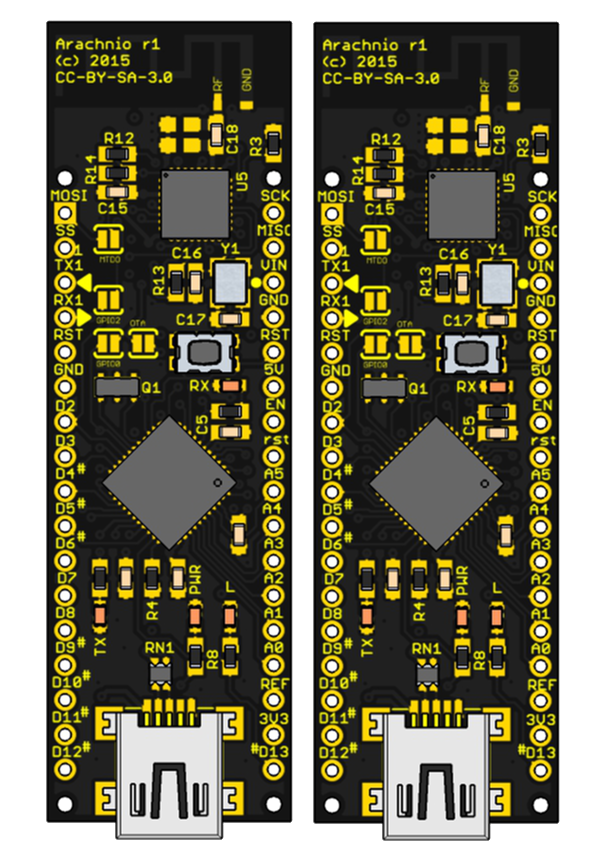 Arachnio r1
(c) 2015
CC-BY-SA-3.0
RF
GND
R12
R14
C15
C18
R3
U5
MOSI
SS
TX1
RX1
RST
GND
D2
D3
D4#
D5#
D6#
D7
D8
D9#
D10#
D11#
D12#
SCK
MISO
VIN
GND
RST
5V
EN
rst
A5
A4
A3
A2
A1
A0
REF
3V3
#D13
1
MTDO
GPIO2
OTA
GPIO0
C16
Y1
R13
C17
RX
Q1
C5
R4
PWR
L
TX
RN1
R8
Arachnio r1
(c) 2015
CC-BY-SA-3.0
RF
GND
R12
R14
C15
C18
R3
U5
MOSI
SS
TX1
RX1
RST
GND
D2
D3
D4#
D5#
D6#
D7
D8
D9#
D10#
D11#
D12#
SCK
MISO
VIN
GND
RST
5V
EN
rst
A5
A4
A3
A2
A1
A0
REF
3V3
#D13
1
MTDO
GPIO2
OTA
GPIO0
C16
Y1
R13
C17
RX
Q1
C5
R4
PWR
L
TX
RN1
R8